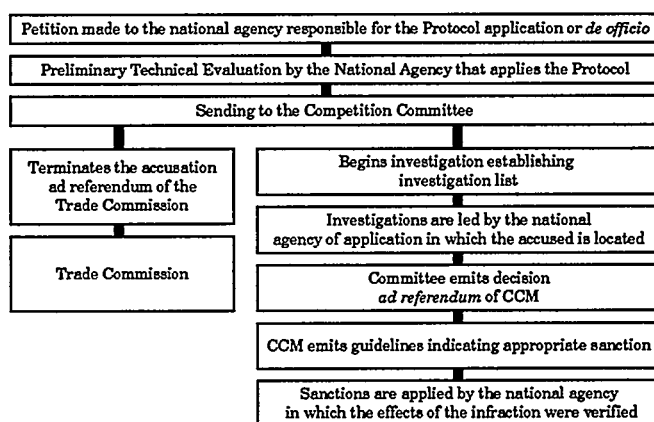 Petition made to the national agency responsible for the Protocol application or de officio
Preliminary Technical Evaluation by the National Agency that applies the Protocol
Sending to the Competition Committee
Terminates the accusation
ad referendum of the
Trade Commission
Trade Commission
Begins investigation establishing
investigation list
Investigations are led by the national
agency of application in which the accused is located
Committee emits decision
ad referendum of CCM
CCM emits guidelines indicating appropriate sanction
Sanctions are applied by the national agency
in which the effects of the infraction were verified